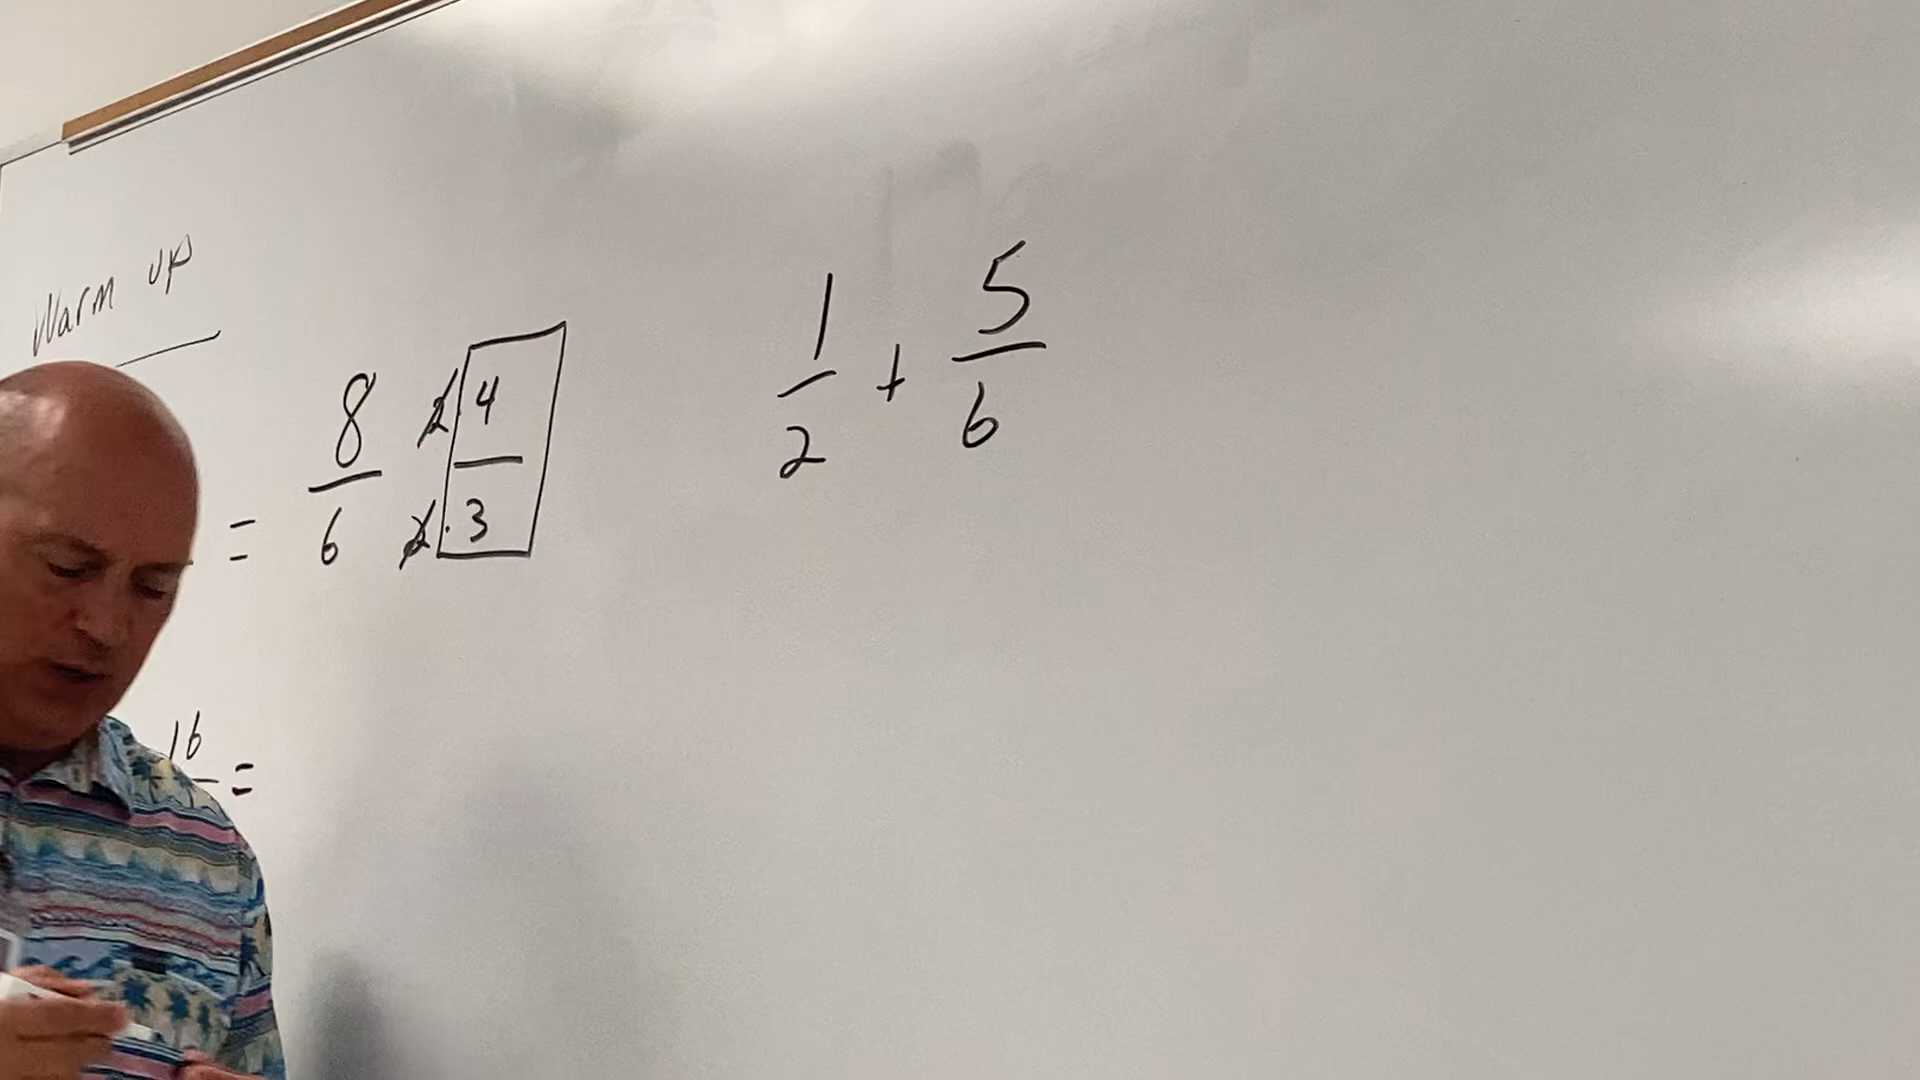 Warm up
= 8/6 2·4/2·3
1/2 + 5/6
16 =